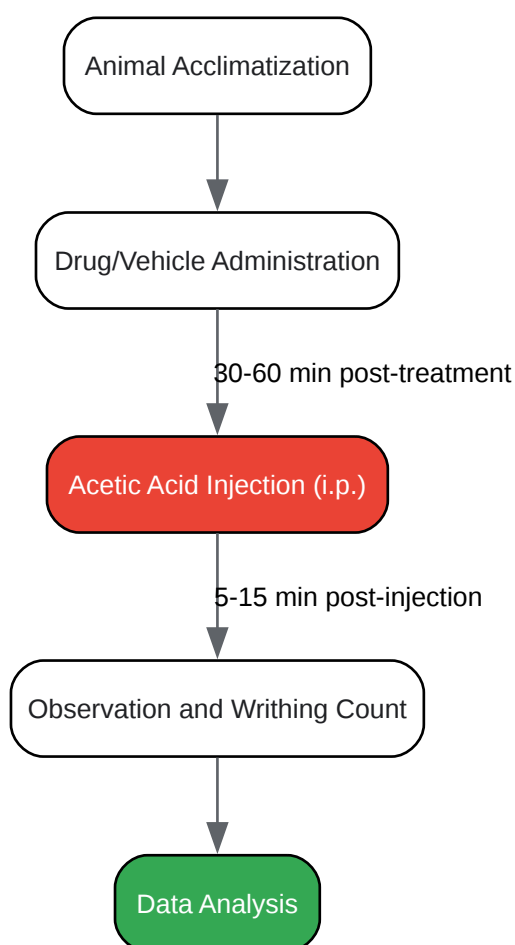 Animal Acclimatization
Drug/Vehicle Administration
30-60 min post-treatment
Acetic Acid Injection (i.p.)
5-15 min post-injection
Observation and Writhing Count
Data Analysis